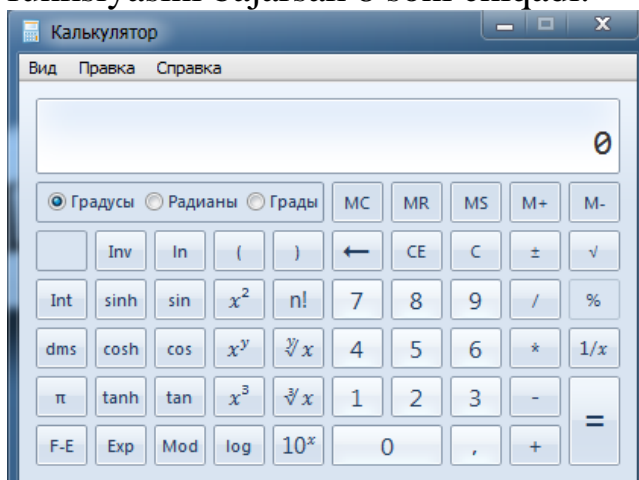 Калькулятор
Вид Правка Справка
0
Градусы Радианы Грады MC MR MS M+ M-
Inv ln ( ) ← CE C ± √
Int sinh sin x² n! 7 8 9 / %
dms cosh cos xʸ ʸ√x 4 5 6 * 1/x
π tanh tan x³ ³√x 1 2 3 - =
F-E Exp Mod log 10ˣ 0 , +